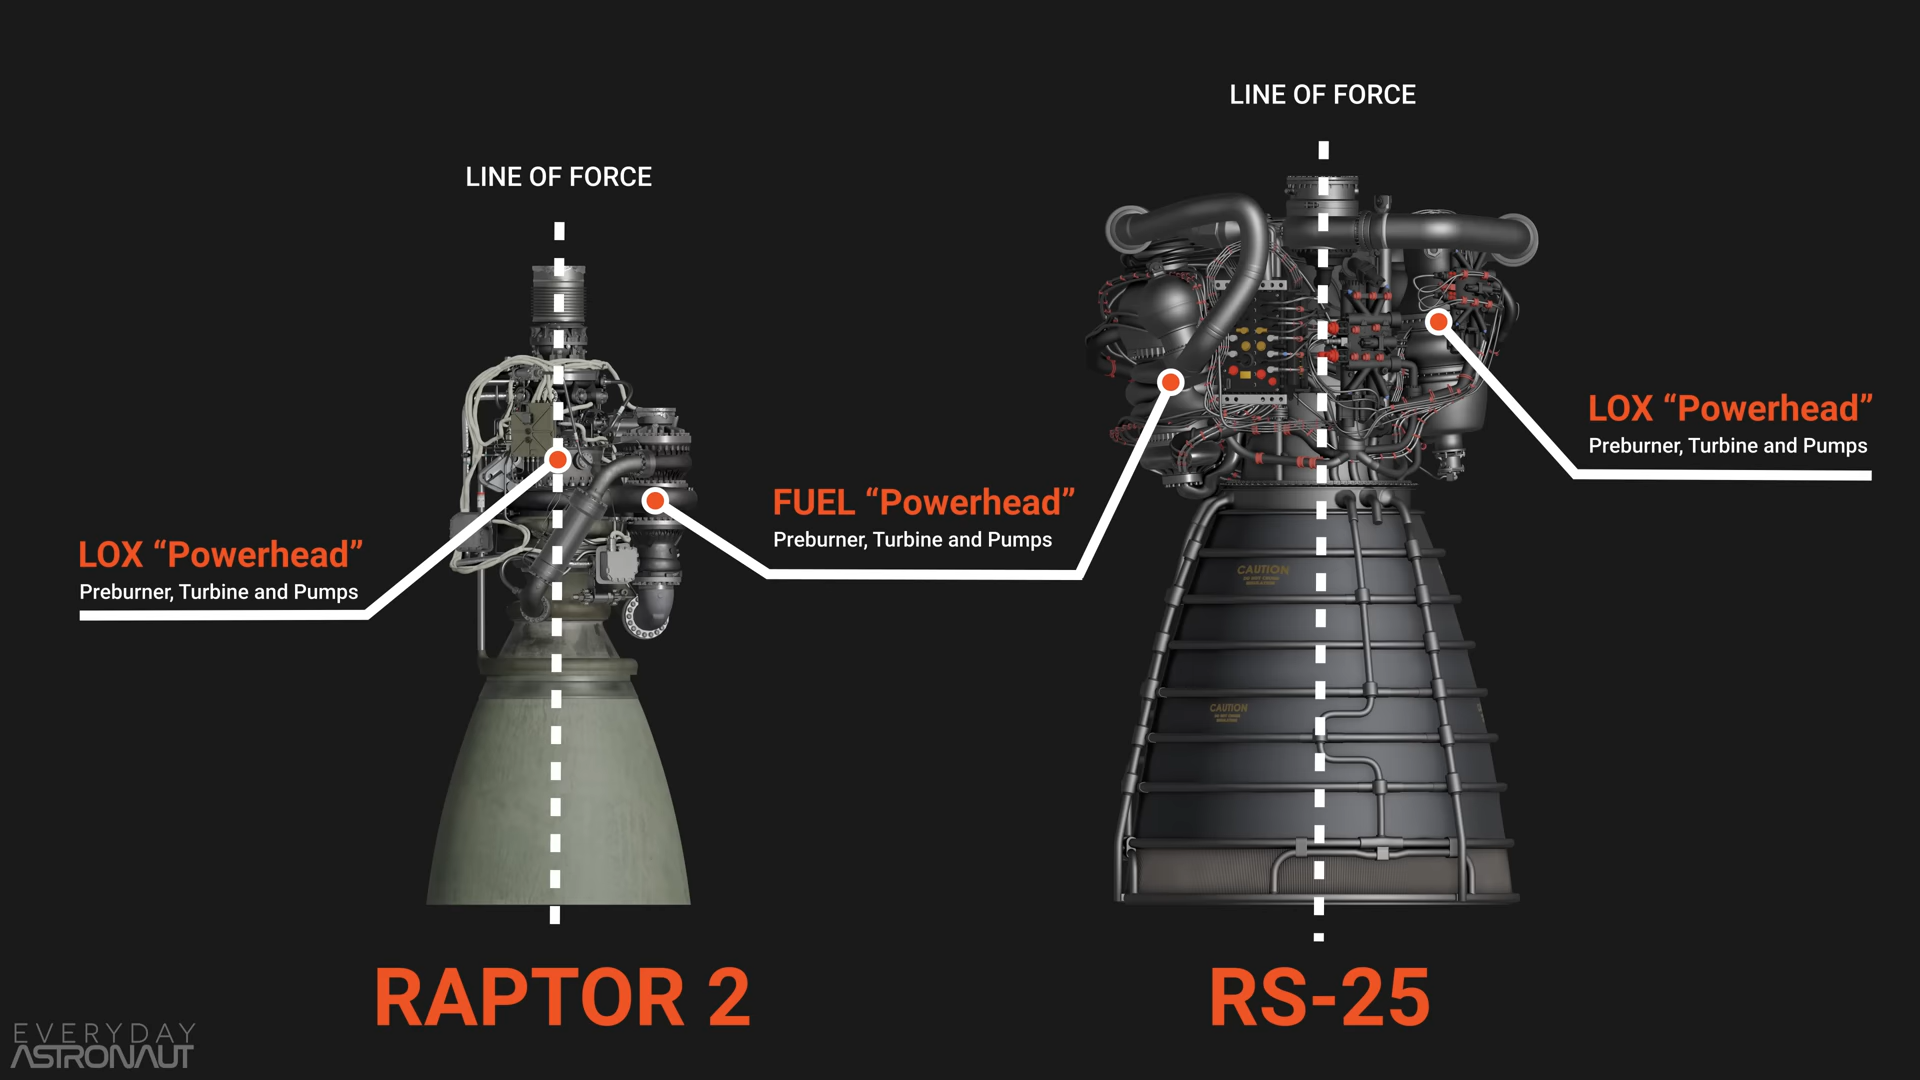 LINE OF FORCE
LINE OF FORCE
LOX “Powerhead”
Preburner, Turbine and Pumps
FUEL “Powerhead”
Preburner, Turbine and Pumps
LOX “Powerhead”
Preburner, Turbine and Pumps
CAUTION
CAUTION
RAPTOR 2
RS-25
EVERYDAY
ASTRONAUT